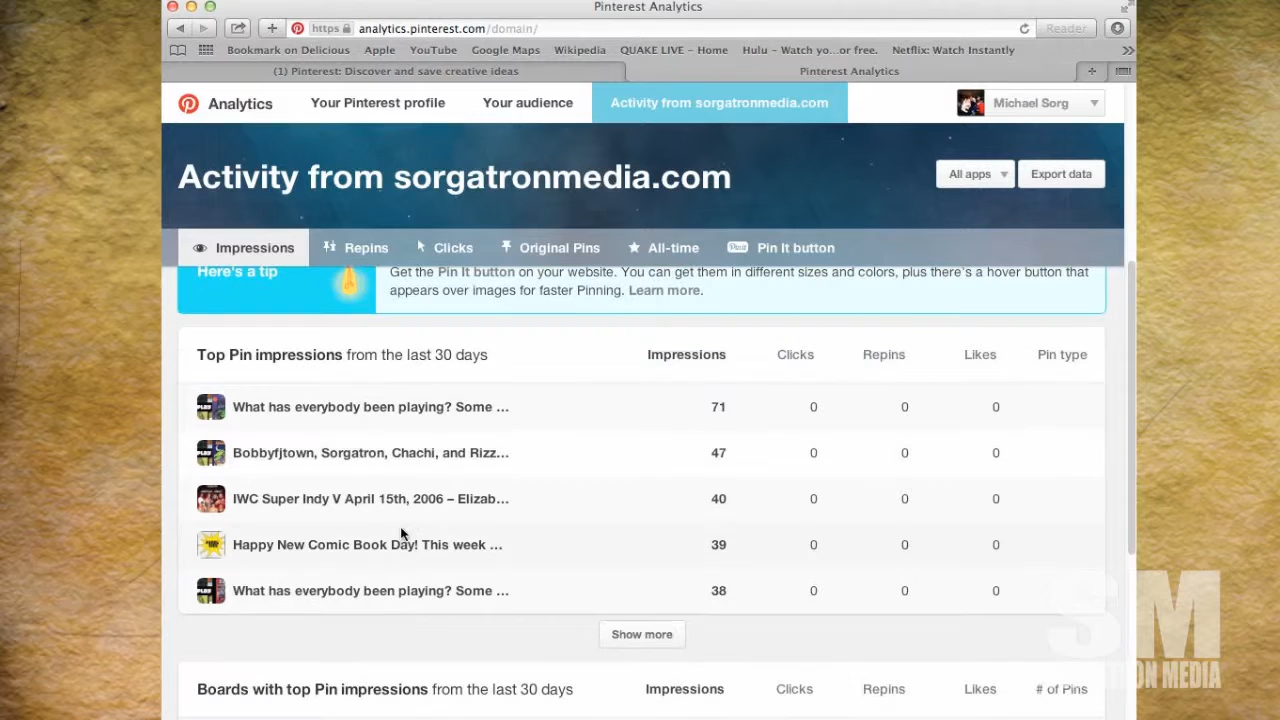 Pinterest Analytics
https analytics.pinterest.com/domain/ Reader
Bookmark on Delicious Apple YouTube Google Maps Wikipedia QUAKE LIVE – Home Hulu – Watch yo...or free. Netflix: Watch Instantly
(1) Pinterest: Discover and save creative ideas Pinterest Analytics
Analytics Your Pinterest profile Your audience Activity from sorgatronmedia.com Michael Sorg
Activity from sorgatronmedia.com All apps Export data
Impressions Repins Clicks Original Pins All-time Pin It button
Here's a tip
Get the Pin It button on your website. You can get them in different sizes and colors, plus there's a hover button that
appears over images for faster Pinning. Learn more.
Top Pin impressions from the last 30 days Impressions Clicks Repins Likes Pin type
What has everybody been playing? Some ... 71 0 0 0
Bobbyfjtown, Sorgatron, Chachi, and Rizz... 47 0 0 0
IWC Super Indy V April 15th, 2006 – Elizab... 40 0 0 0
Happy New Comic Book Day! This week ... 39 0 0 0
What has everybody been playing? Some ... 38 0 0 0
Show more
Boards with top Pin impressions from the last 30 days Impressions Clicks Repins Likes # of Pins
SM
MEDIA